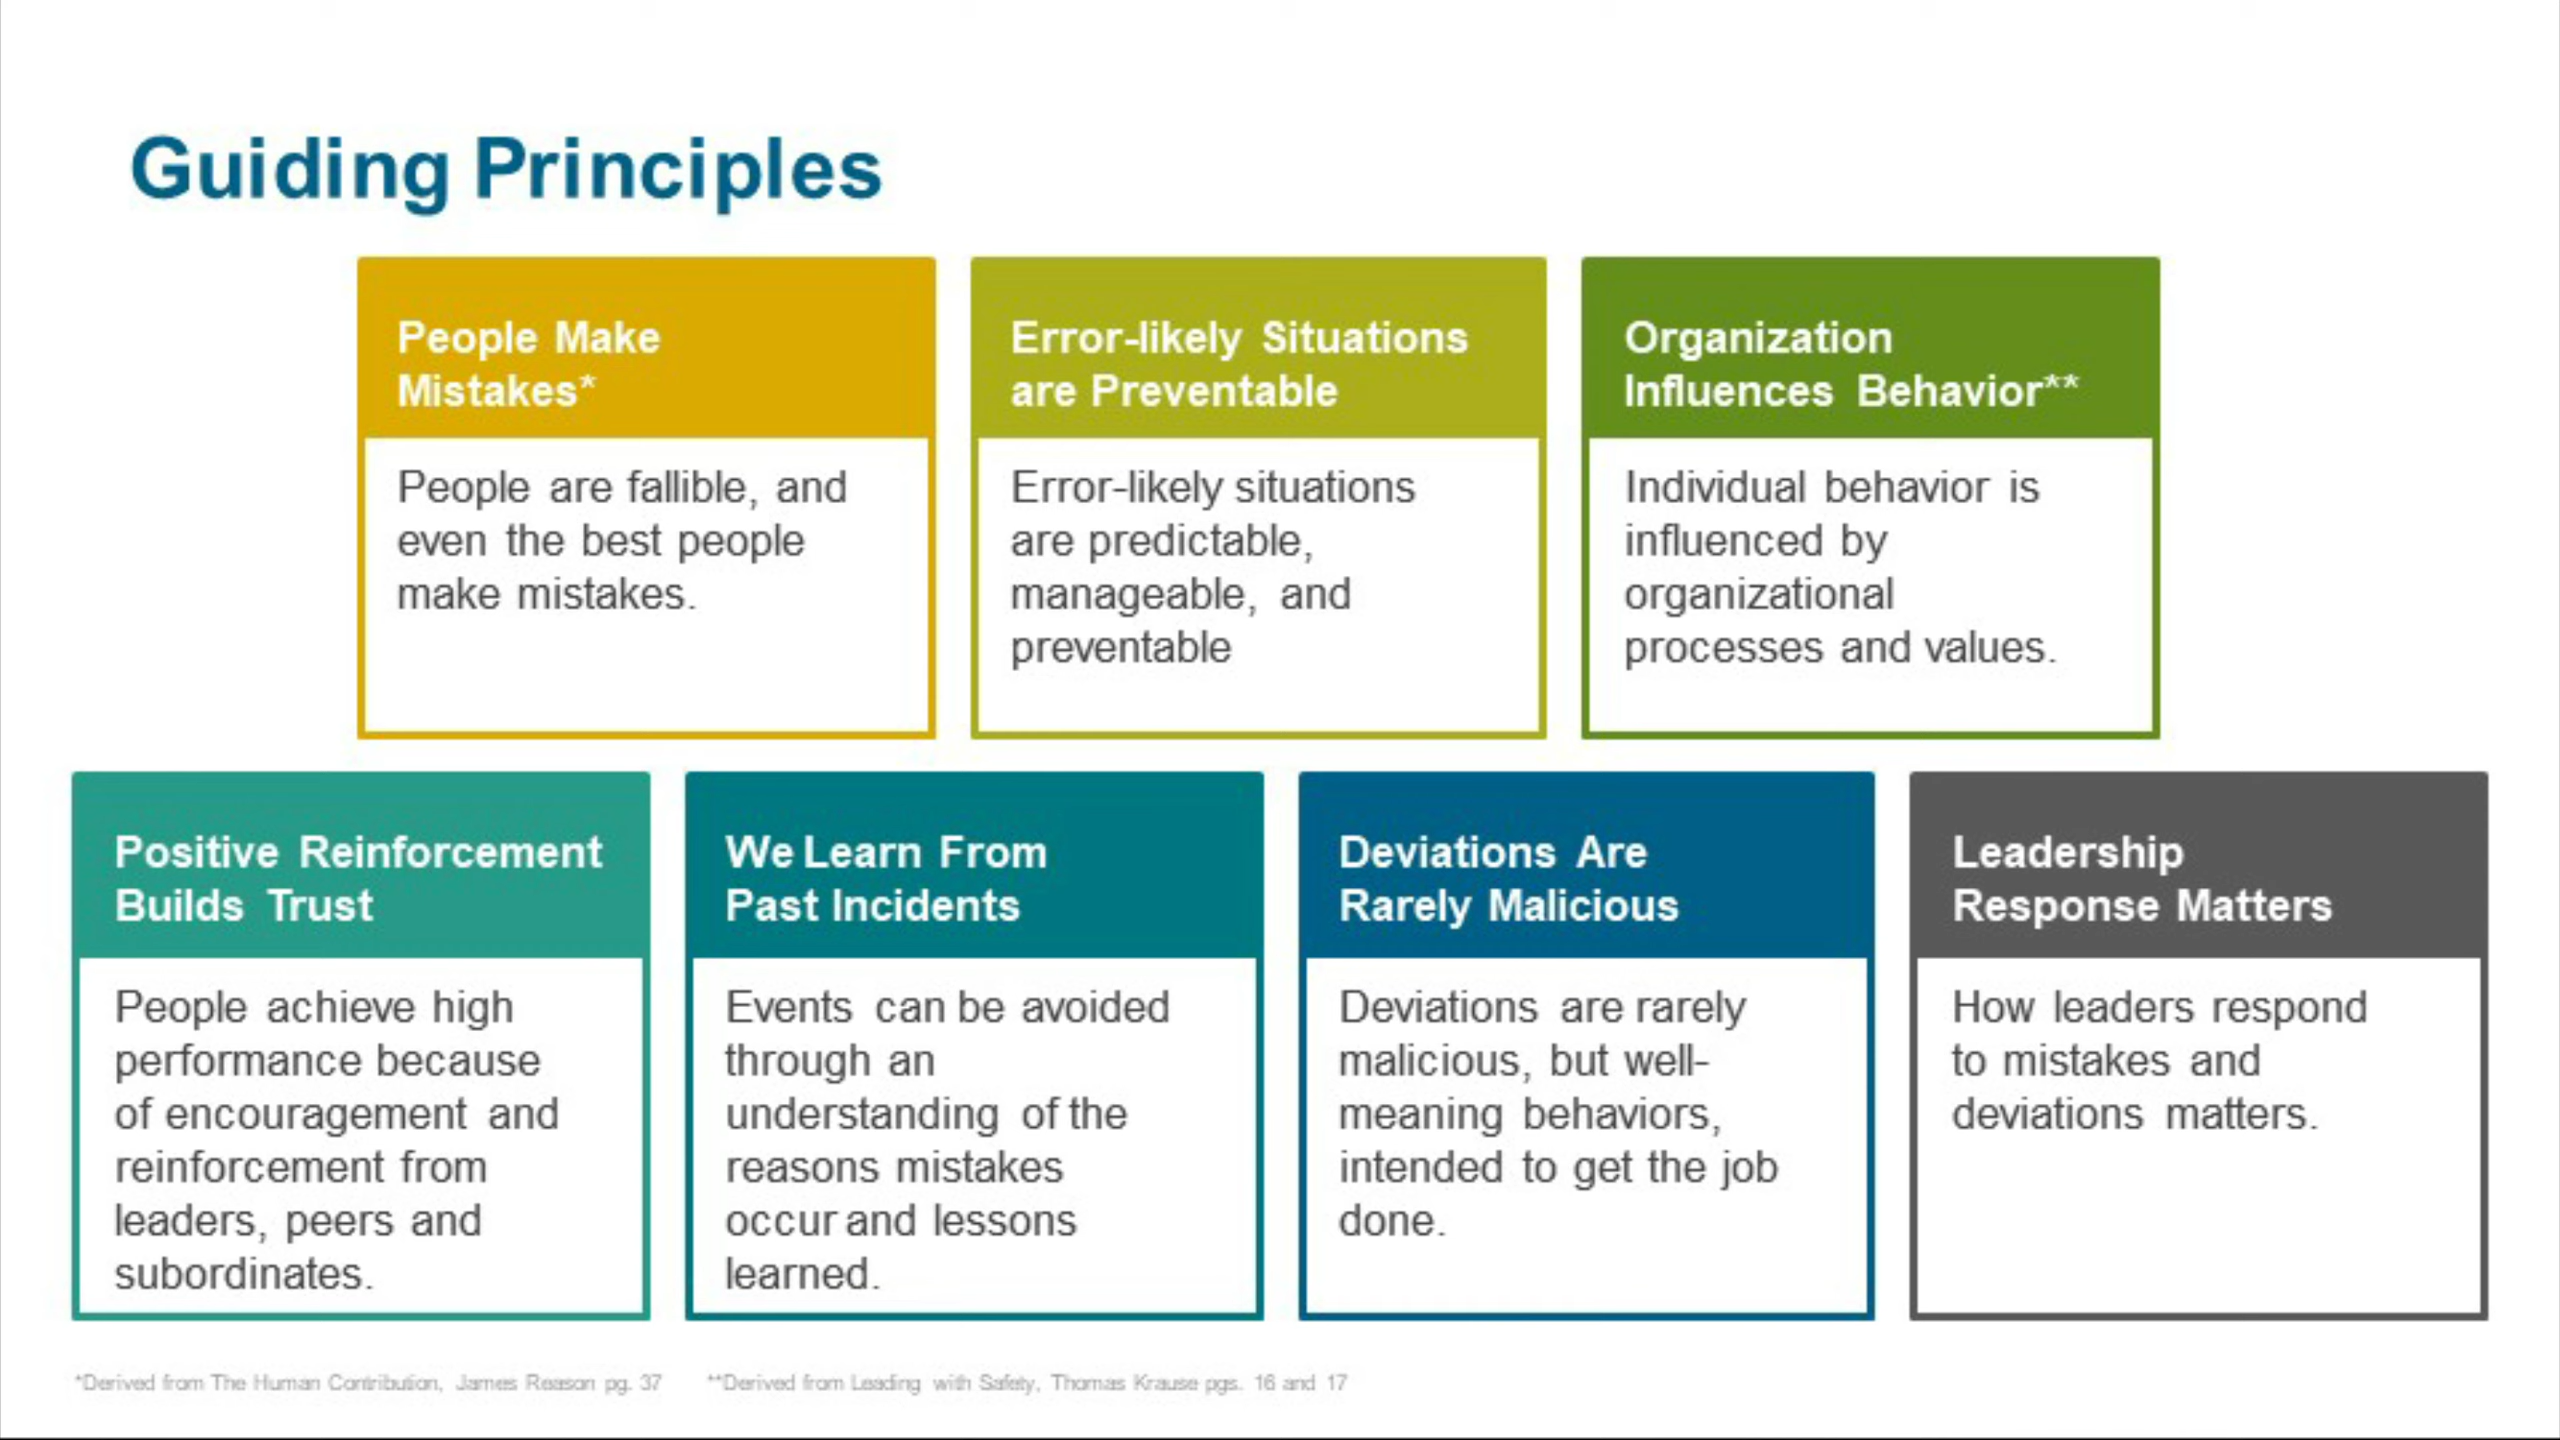 Guiding Principles
People Make
Mistakes*
People are fallible, and
even the best people
make mistakes.
Error-likely Situations
are Preventable
Error-likely situations
are predictable,
manageable, and
preventable
Organization
Influences Behavior**
Individual behavior is
influenced by
organizational
processes and values.
Positive Reinforcement
Builds Trust
People achieve high
performance because
of encouragement and
reinforcement from
leaders, peers and
subordinates.
We Learn From
Past Incidents
Events can be avoided
through an
understanding of the
reasons mistakes
occur and lessons
learned.
Deviations Are
Rarely Malicious
Deviations are rarely
malicious, but well-
meaning behaviors,
intended to get the job
done.
Leadership
Response Matters
How leaders respond
to mistakes and
deviations matters.
*Derived from The Human Contribution, James Reason pg. 37
**Derived from Leading with Safety, Thomas Krause pgs. 16 and 17